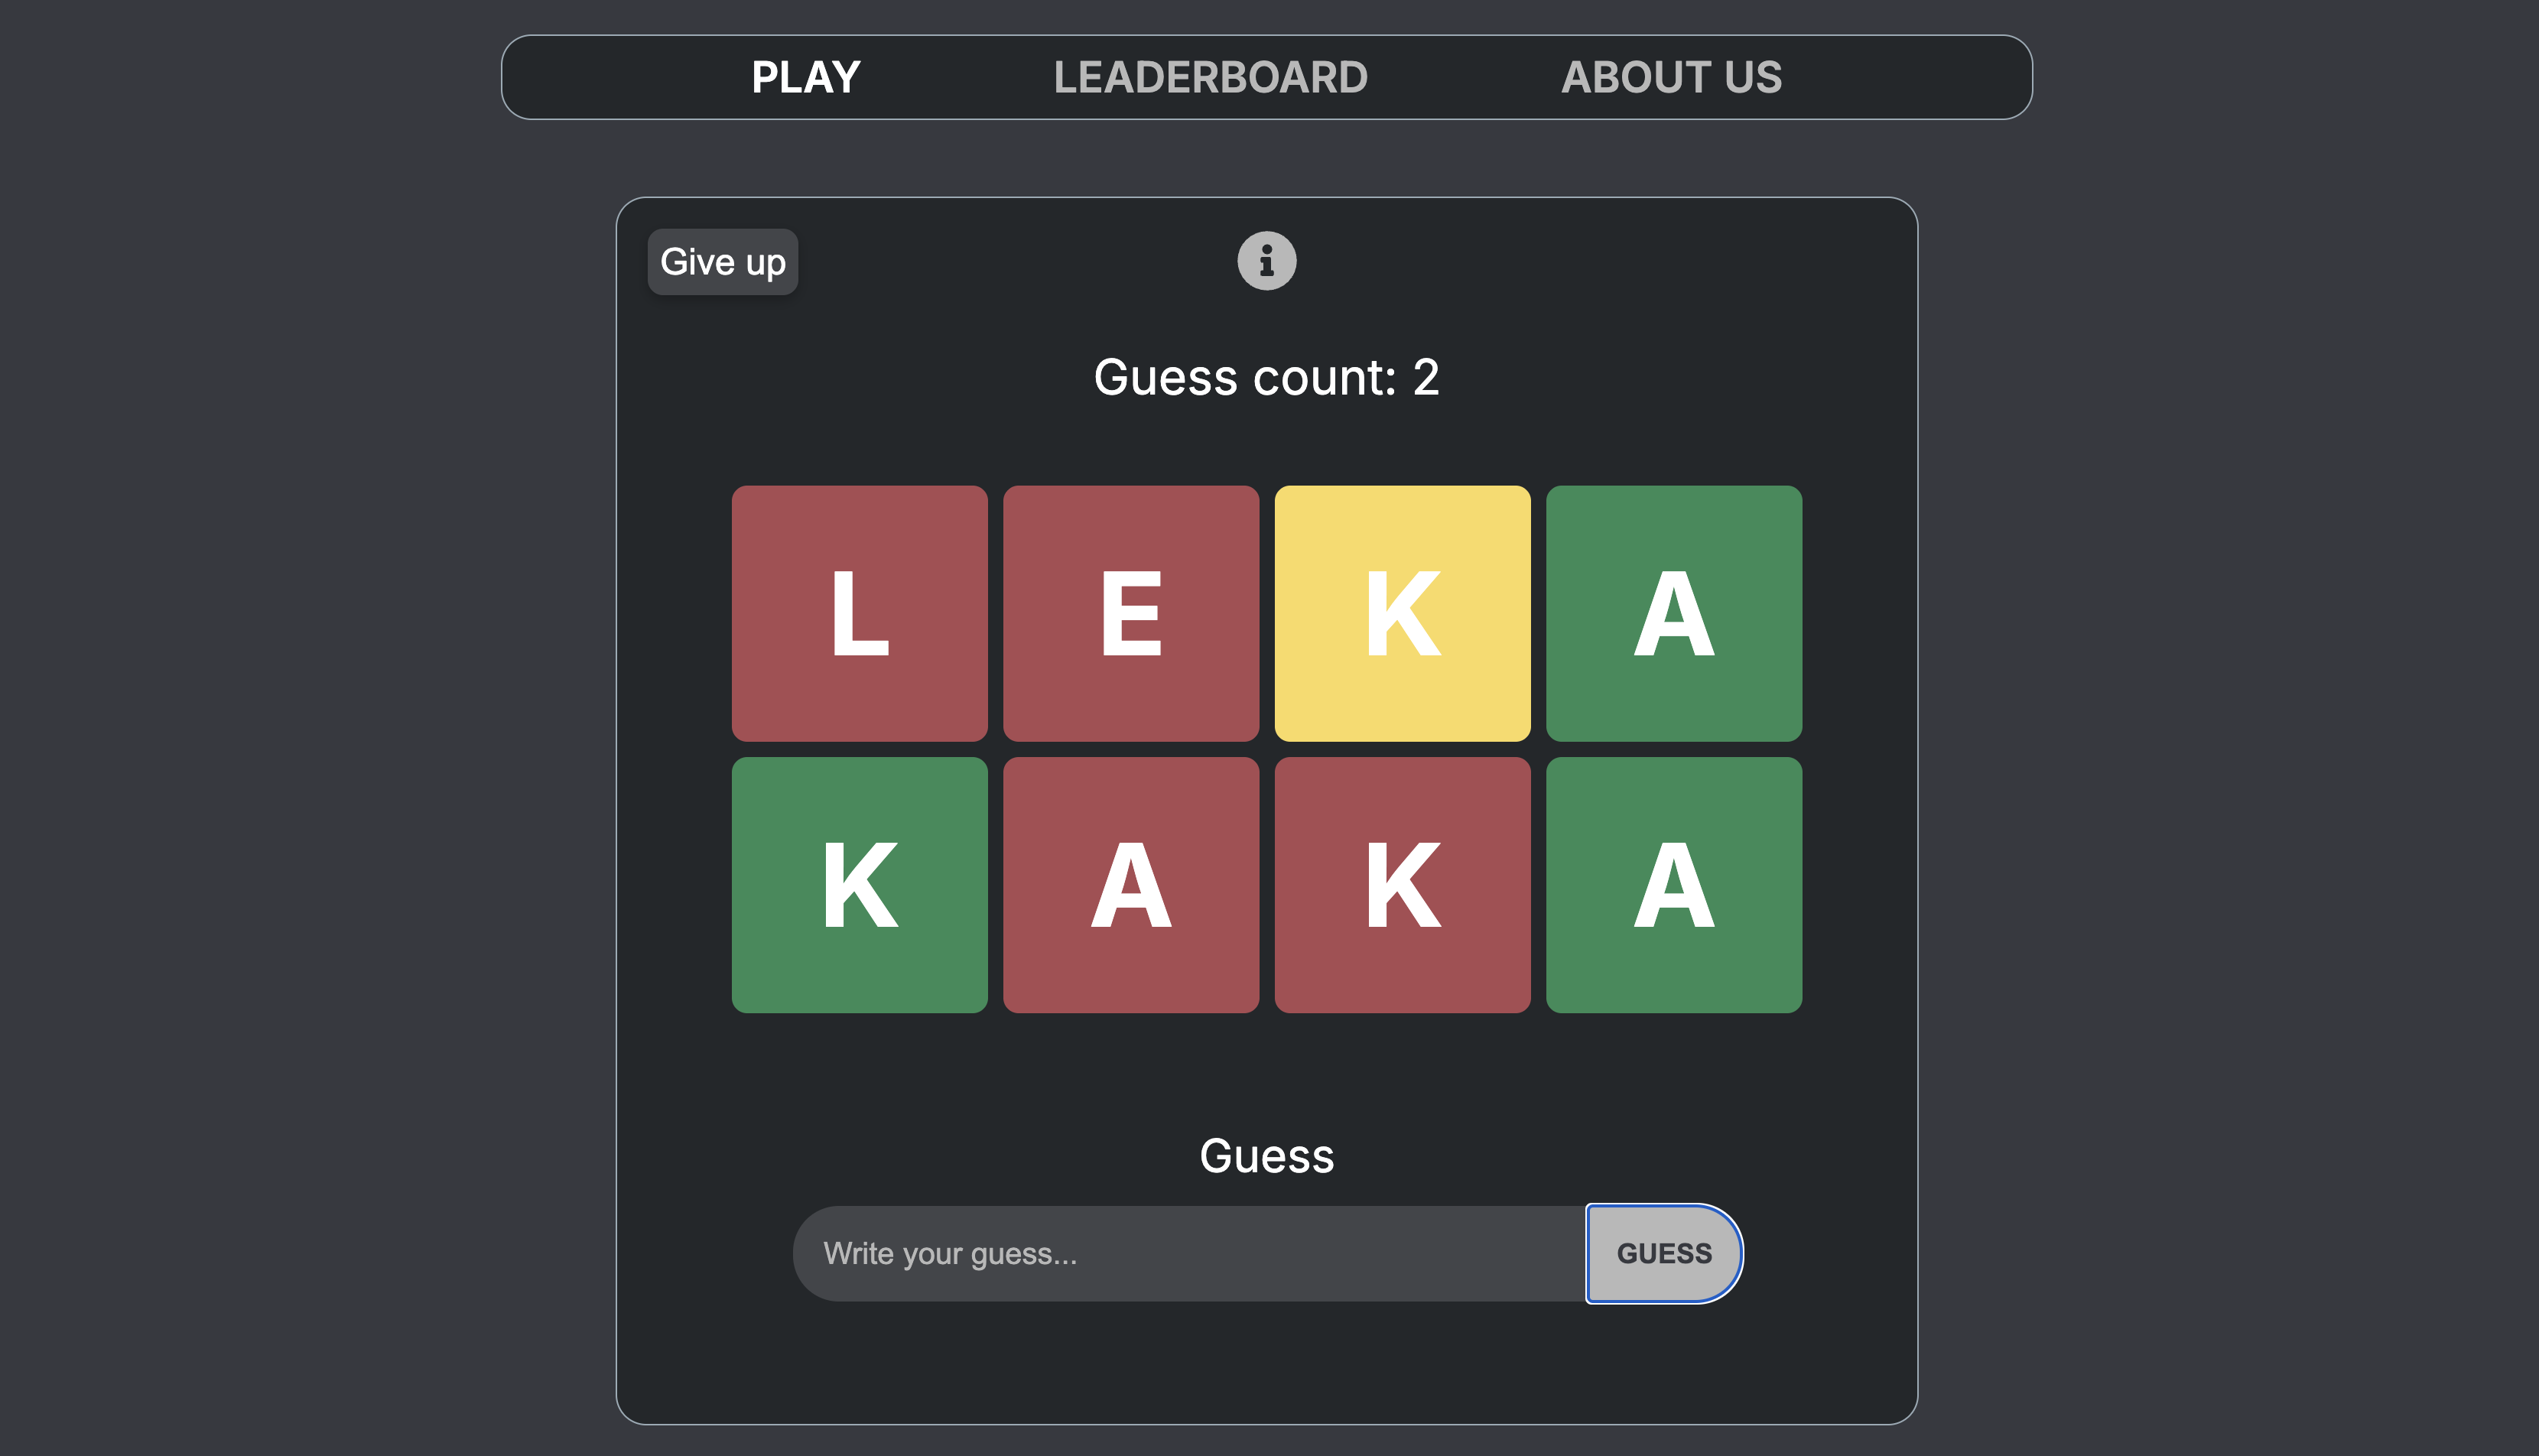 PLAY LEADERBOARD ABOUT US
Give up
Guess count: 2
L E K A
K A K A
Guess
Write your guess... GUESS